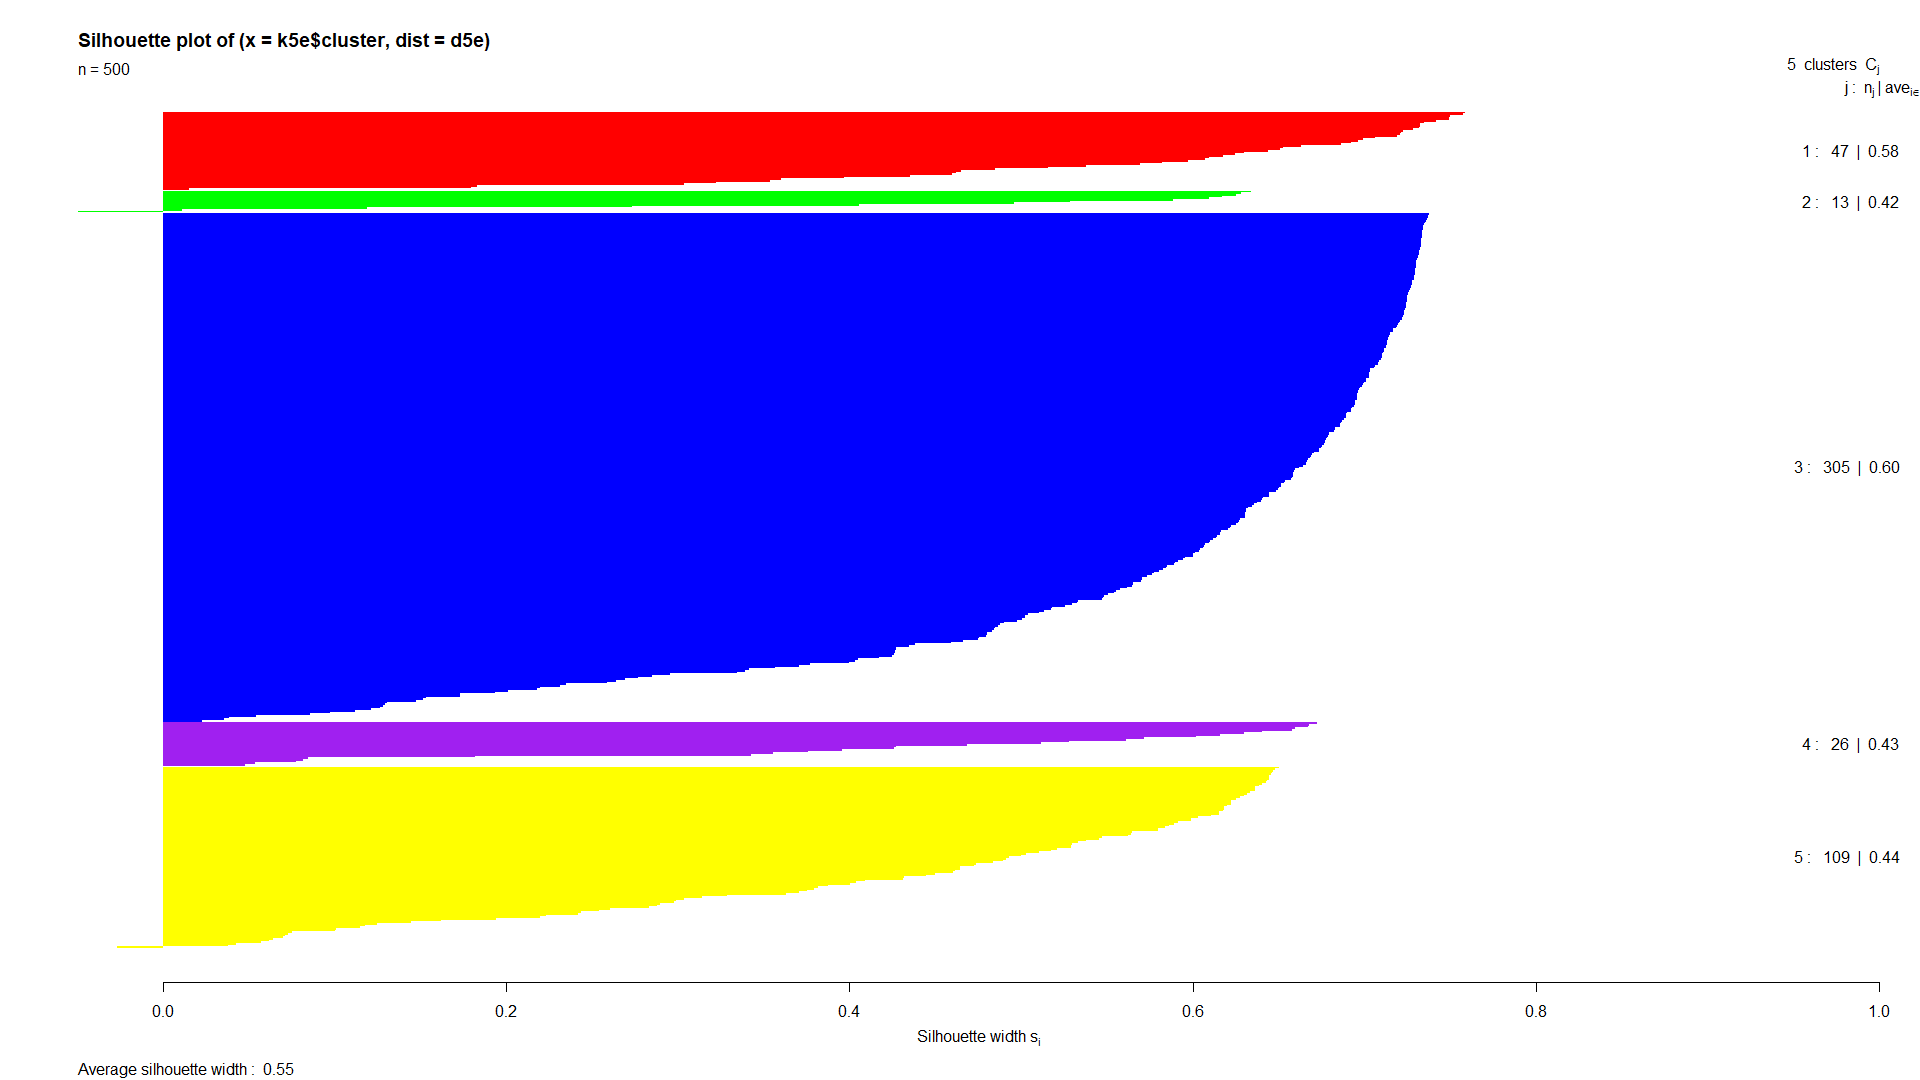 Silhouette plot of (x = k5e$cluster, dist = d5e)
n = 500
5 clusters Cj
j : nj | avei∈
1 : 47 | 0.58
2 : 13 | 0.42
3 : 305 | 0.60
4 : 26 | 0.43
5 : 109 | 0.44
0.0 0.2 0.4 0.6 0.8 1.0
Silhouette width si
Average silhouette width : 0.55